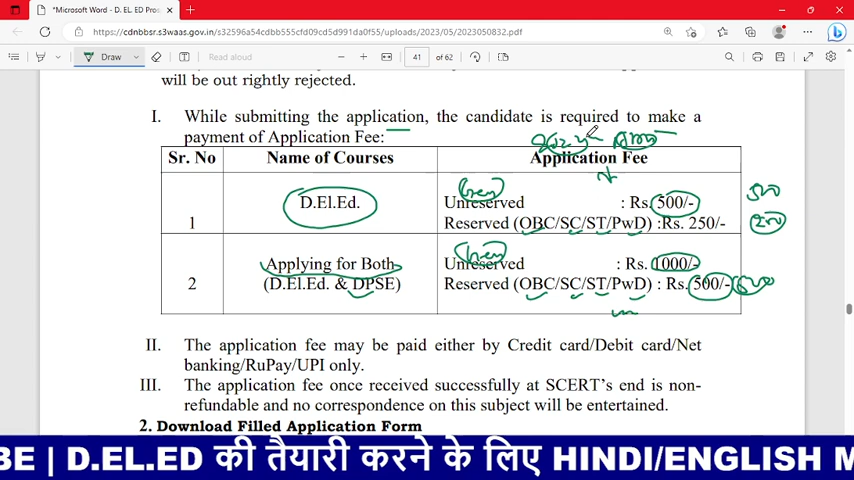 *Microsoft Word - D. EL. ED Pros
https://cdnbbsr.s3waas.gov.in/s32596a54cdbb555cfd09cd5d991da0f55/uploads/2023/05/2023050832.pdf
Draw
Read aloud
41 of 62
will be out rightly rejected.
I. While submitting the application, the candidate is required to make a
payment of Application Fee:
Sr. No Name of Courses Application Fee
D.El.Ed. Unreserved : Rs. 500/- 500
1 Reserved (OBC/SC/ST/PwD) :Rs. 250/- 250
Applying for Both Unreserved : Rs. 1000/-
2 (D.El.Ed. & DPSE) Reserved (OBC/SC/ST/PwD) : Rs. 500/- 500
II. The application fee may be paid either by Credit card/Debit card/Net
banking/RuPay/UPI only.
III. The application fee once received successfully at SCERT's end is non-
refundable and no correspondence on this subject will be entertained.
2. Download Filled Application Form
BE | D.EL.ED की तैयारी करने के लिए HINDI/ENGLISH M